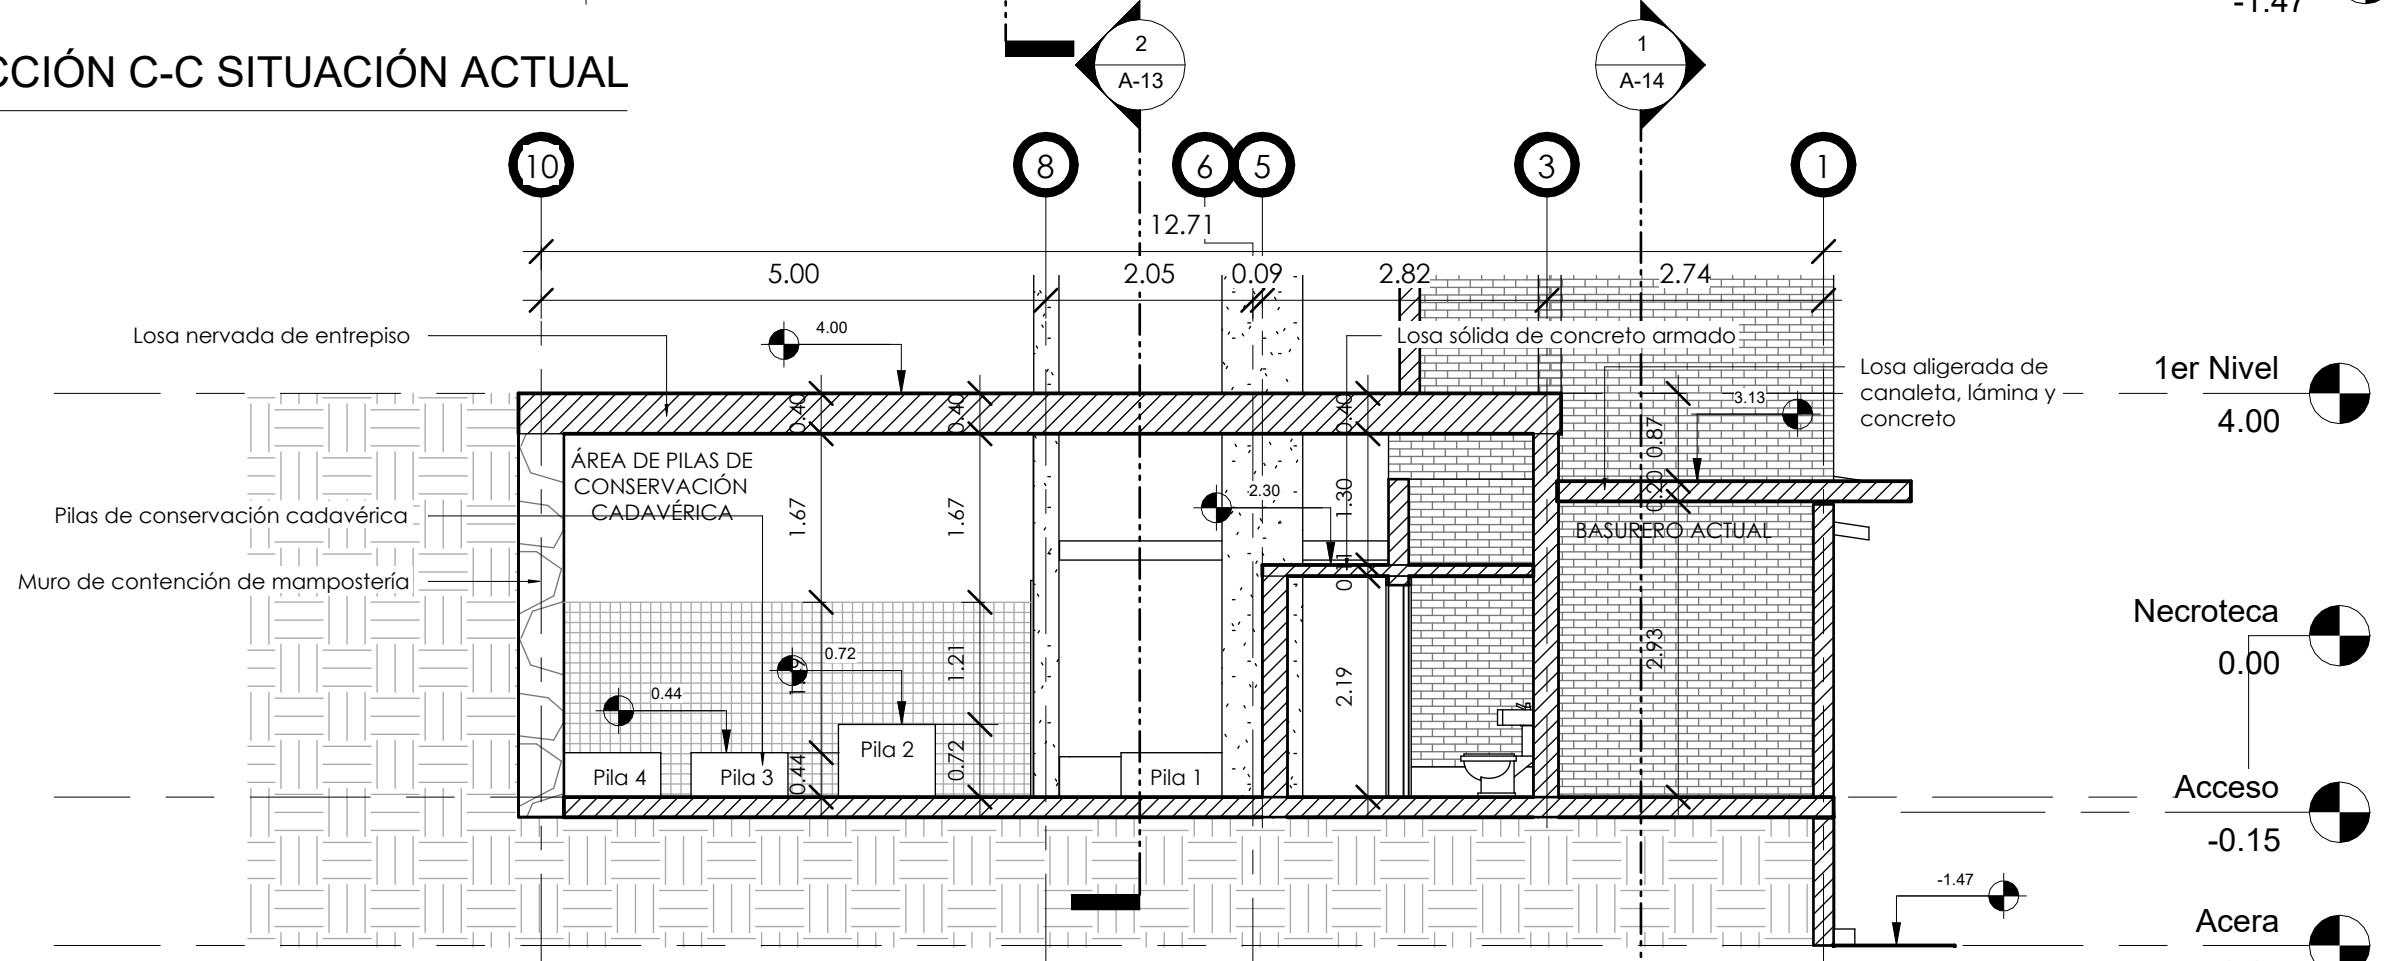 -1.47
CCIÓN C-C SITUACIÓN ACTUAL
2
A-13
1
A-14
10
8
6
5
3
1
12.71
5.00
2.05
0.09
2.82
2.74
Losa nervada de entrepiso
4.00
Losa sólida de concreto armado
Losa aligerada de
canaleta, lámina y
concreto
1er Nivel
4.00
3.13
0.40
0.40
0.40
0.87
0.20
ÁREA DE PILAS DE
CONSERVACIÓN
CADAVÉRICA
Pilas de conservación cadavérica
Muro de contención de mampostería
1.67
1.67
2.30
1.30
BASURERO ACTUAL
Necroteca
0.00
0.72
0.44
1.21
2.19
2.93
Pila 4
Pila 3
Pila 2
Pila 1
0.44
0.72
Acceso
-0.15
-1.47
Acera